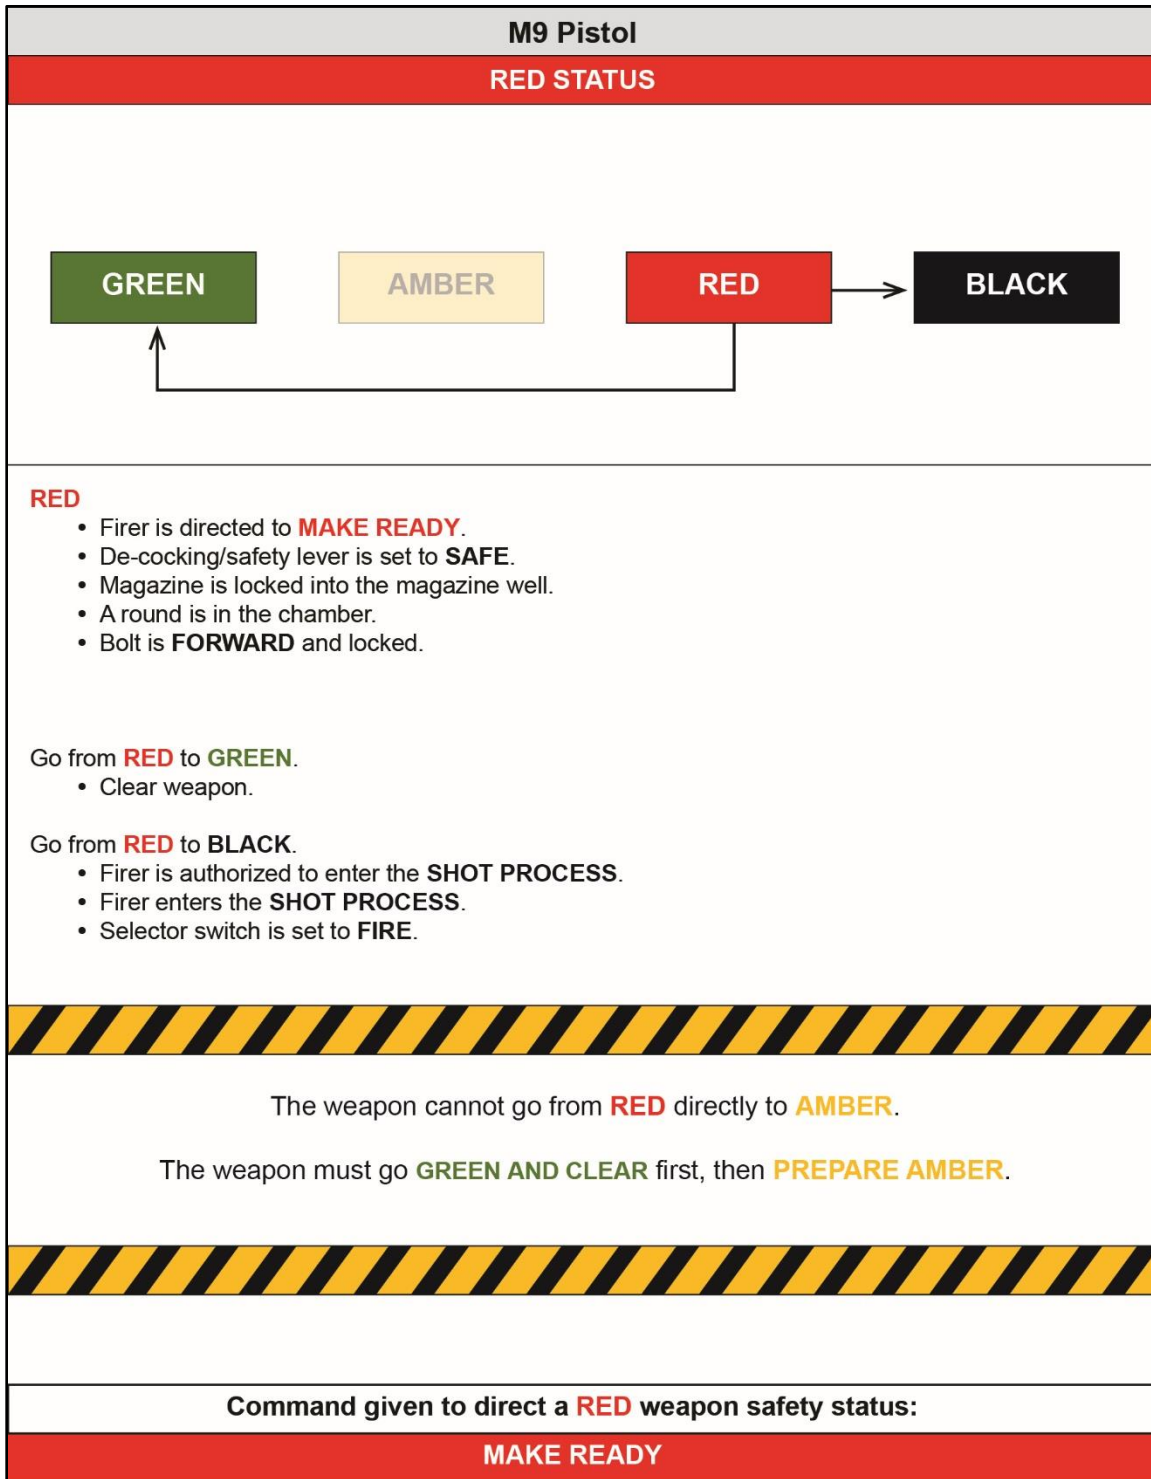 M9 Pistol
RED STATUS
GREEN
AMBER
RED
BLACK
RED
• Firer is directed to MAKE READY.
• De-cocking/safety lever is set to SAFE.
• Magazine is locked into the magazine well.
• A round is in the chamber.
• Bolt is FORWARD and locked.
Go from RED to GREEN.
• Clear weapon.
Go from RED to BLACK.
• Firer is authorized to enter the SHOT PROCESS.
• Firer enters the SHOT PROCESS.
• Selector switch is set to FIRE.
The weapon cannot go from RED directly to AMBER.
The weapon must go GREEN AND CLEAR first, then PREPARE AMBER.
Command given to direct a RED weapon safety status:
MAKE READY